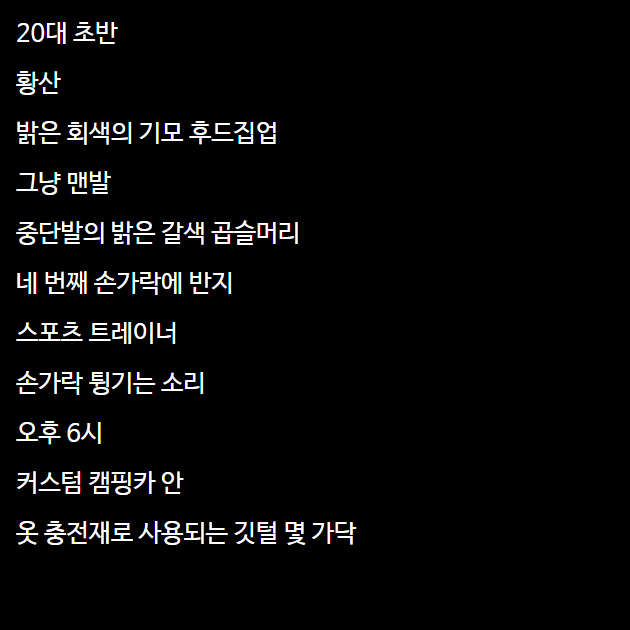 20대 초반
황산
밝은 회색의 기모 후드집업
그냥 맨발
중단발의 밝은 갈색 곱슬머리
네 번째 손가락에 반지
스포츠 트레이너
손가락 튕기는 소리
오후 6시
커스텀 캠핑카 안
옷 충전재로 사용되는 깃털 몇 가닥